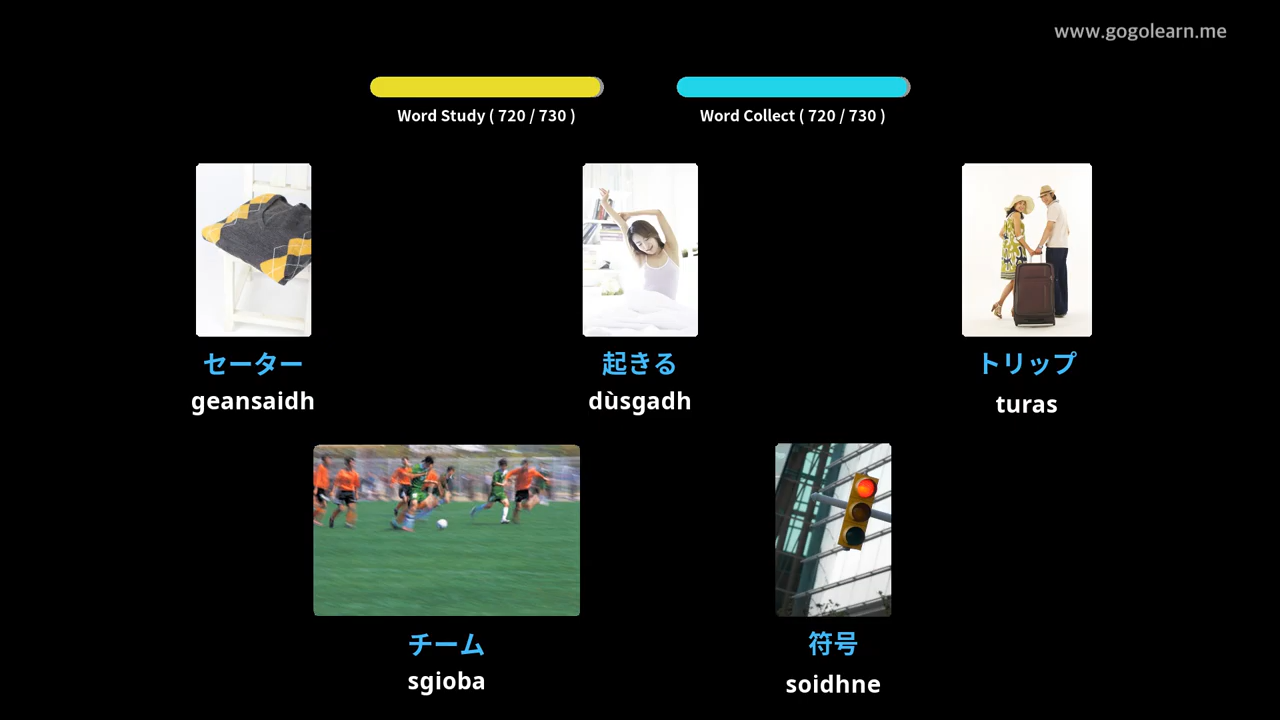 www.gogolearn.me
Word Study ( 720 / 730 )
Word Collect ( 720 / 730 )
セーター
geansaidh
起きる
dùsgadh
トリップ
turas
チーム
sgioba
符号
soidhne